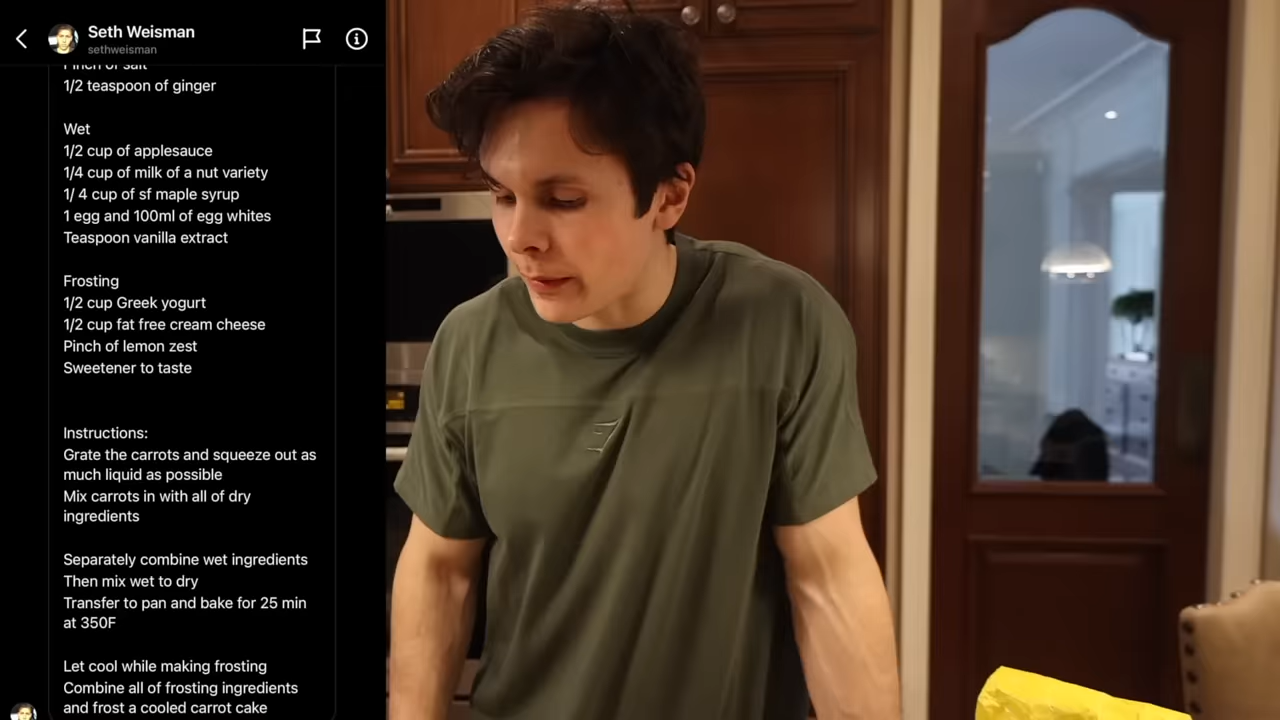 Seth Weisman
sethweisman
Pinch of salt
1/2 teaspoon of ginger
Wet
1/2 cup of applesauce
1/4 cup of milk of a nut variety
1/ 4 cup of sf maple syrup
1 egg and 100ml of egg whites
Teaspoon vanilla extract
Frosting
1/2 cup Greek yogurt
1/2 cup fat free cream cheese
Pinch of lemon zest
Sweetener to taste
Instructions:
Grate the carrots and squeeze out as
much liquid as possible
Mix carrots in with all of dry
ingredients
Separately combine wet ingredients
Then mix wet to dry
Transfer to pan and bake for 25 min
at 350F
Let cool while making frosting
Combine all of frosting ingredients
and frost a cooled carrot cake